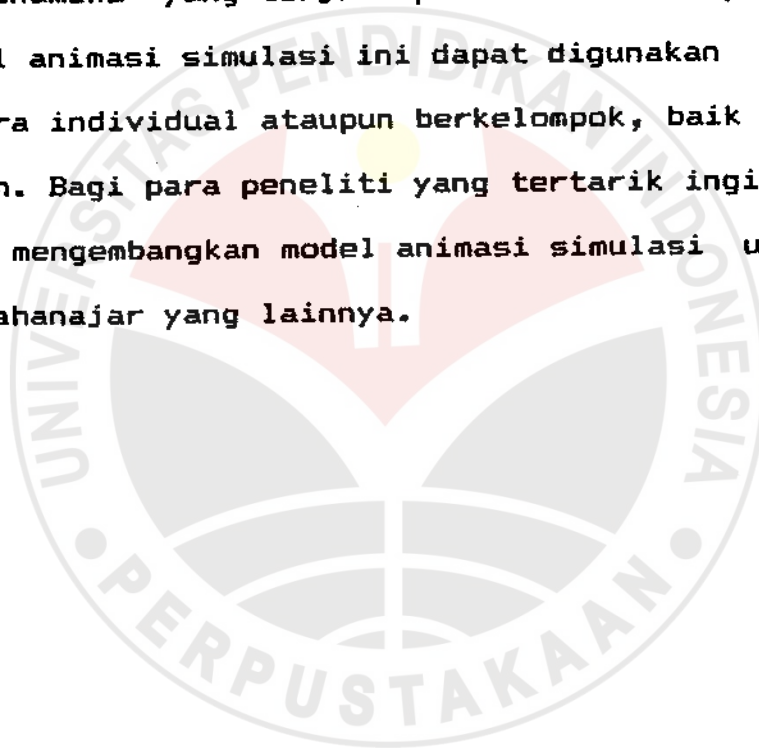 yang
l animasi simulasi ini dapat digunakan
ra individual ataupun berkelompok, baik
n. Bagi para peneliti yang tertarik ingi
mengembangkan model animasi simulasi u
ahanajar yang lainnya.
UNIVERSITAS PENDIDIKAN INDONESIA
PERPUSTAKAAN